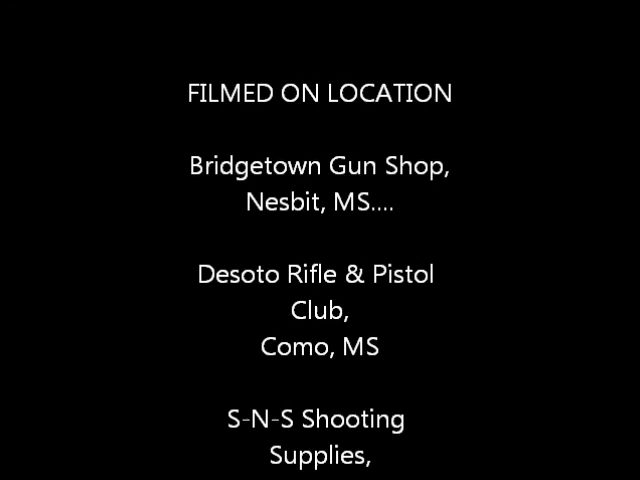 FILMED ON LOCATION
Bridgetown Gun Shop,
Nesbit, MS....
Desoto Rifle & Pistol
Club,
Como, MS
S-N-S Shooting
Supplies,